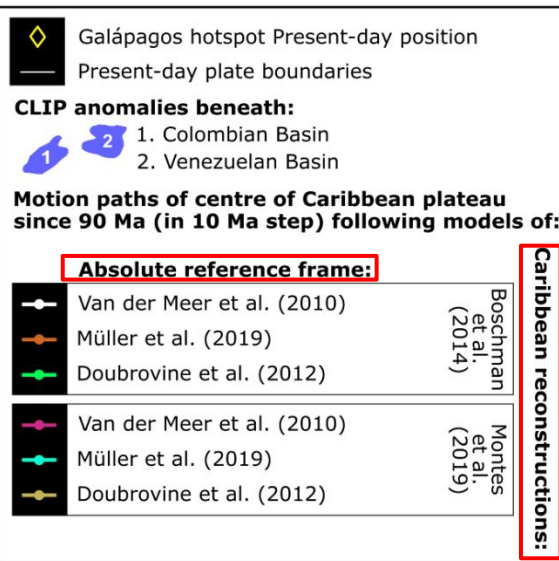 Galápagos hotspot Present-day position
Present-day plate boundaries
CLIP anomalies beneath:
1
2
1. Colombian Basin
2. Venezuelan Basin
Motion paths of centre of Caribbean plateau
since 90 Ma (in 10 Ma step) following models of:
Absolute reference frame:
Van der Meer et al. (2010)
Müller et al. (2019)
Doubrovine et al. (2012)
Boschman
et al.
(2014)
Van der Meer et al. (2010)
Müller et al. (2019)
Doubrovine et al. (2012)
Montes
et al.
(2019)
Caribbean reconstructions: